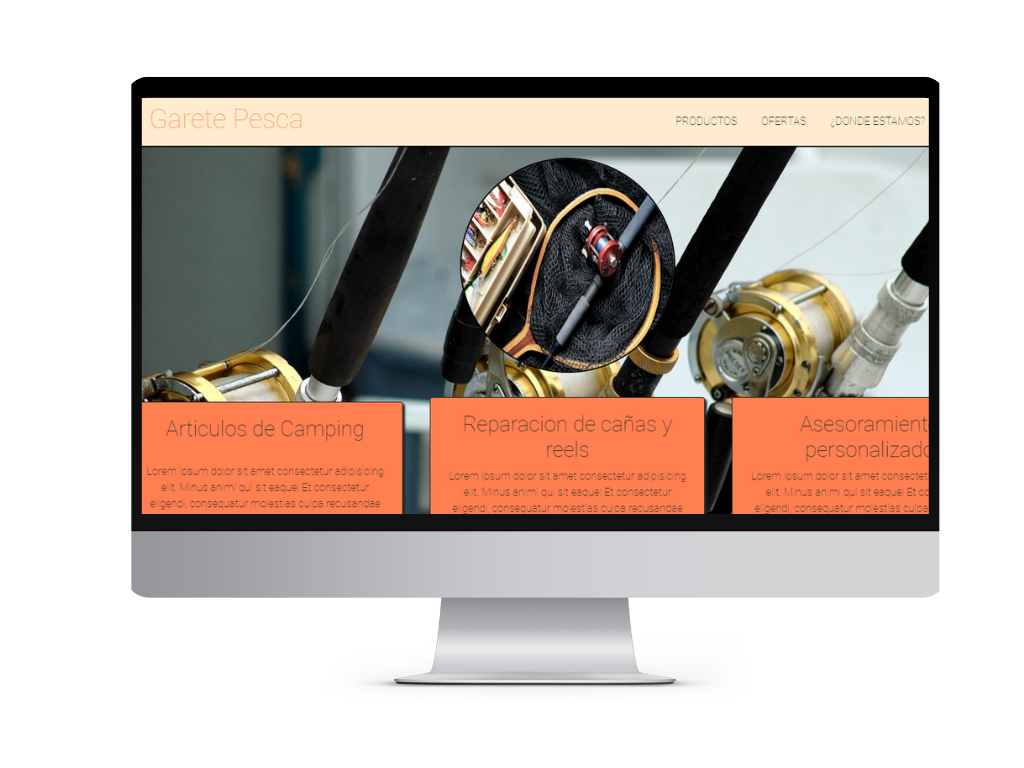 Garete Pesca
PRODUCTOS OFERTAS ¿DONDE ESTAMOS?
Articulos de Camping
Lorem ipsum dolor sit amet consectetur adipisicing
elit. Minus animi qui sit eaque! Et consectetur
eligendi, consequatur molestias culpa recusandae
Reparacion de cañas y
reels
Lorem ipsum dolor sit amet consectetur adipisicing
elit. Minus animi qui sit eaque! Et consectetur
eligendi, consequatur molestias culpa recusandae
Asesoramient
personalizado
Lorem ipsum dolor sit amet consectet
elit. Minus animi qui sit eaque! Et co
eligendi, consequatur molestias culpa